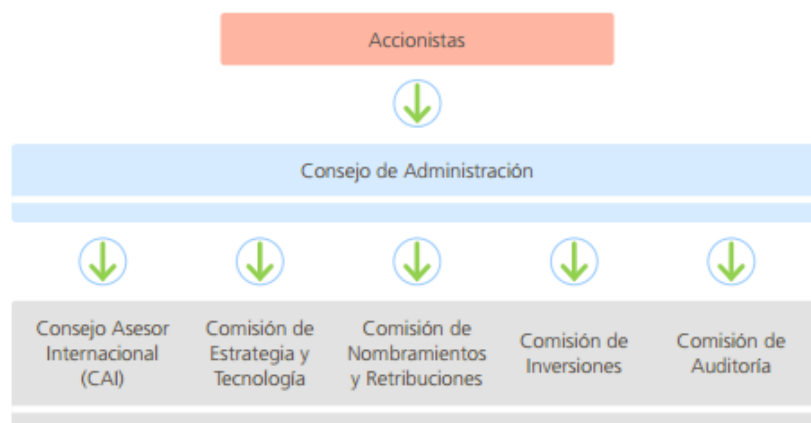 Accionistas
Consejo de Administración
Consejo Asesor
Internacional
(CAI)
Comisión de
Estrategia y
Tecnología
Comisión de
Nombramientos
y Retribuciones
Comisión de
Inversiones
Comisión de
Auditoría